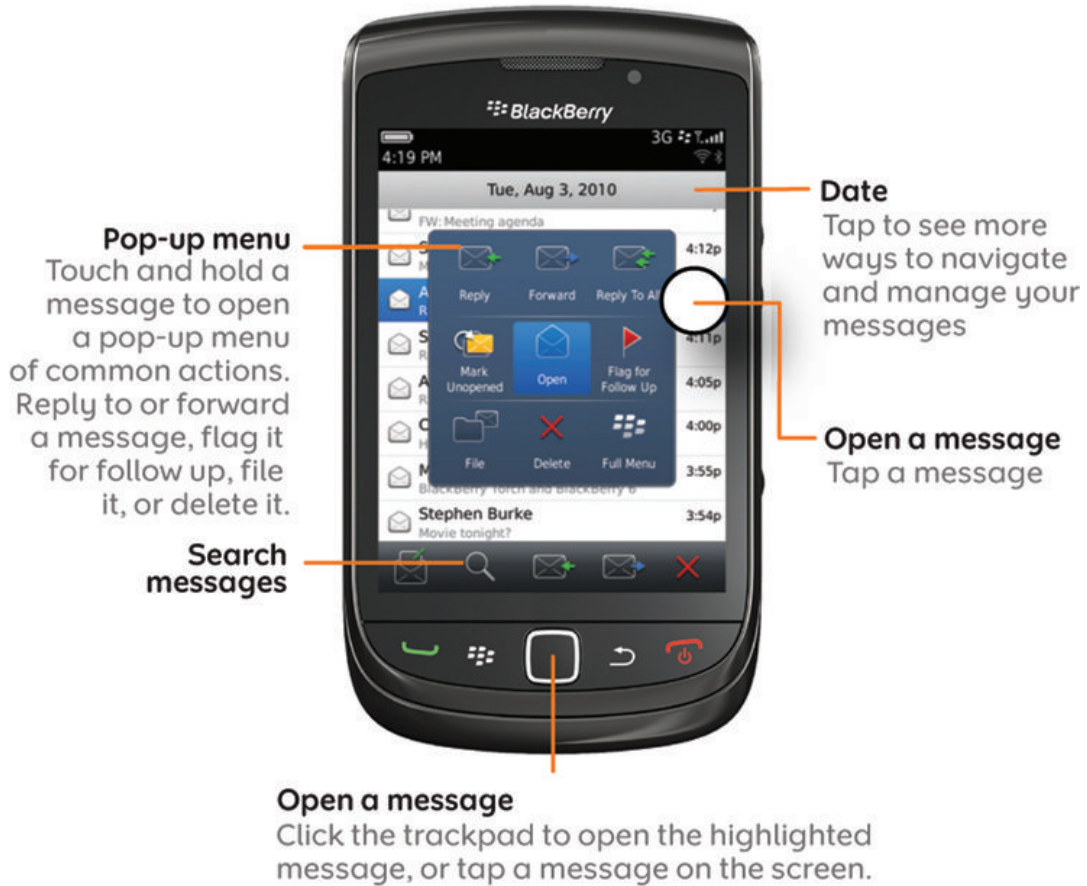 BlackBerry
3G
4:19 PM
Tue, Aug 3, 2010
FW: Meeting agenda
4:12p
Reply
Forward
Reply To All
4:11p
Mark
Unopened
Open
Flag for
Follow Up
4:05p
4:00p
File
Delete
Full Menu
3:55p
BlackBerry Torch and BlackBerry 6
Stephen Burke
3:54p
Movie tonight?
Pop-up menu
Touch and hold a
message to open
a pop-up menu
of common actions.
Reply to or forward
a message, flag it
for follow up, file
it, or delete it.
Search
messages
Date
Tap to see more
ways to navigate
and manage your
messages
Open a message
Tap a message
Open a message
Click the trackpad to open the highlighted
message, or tap a message on the screen.